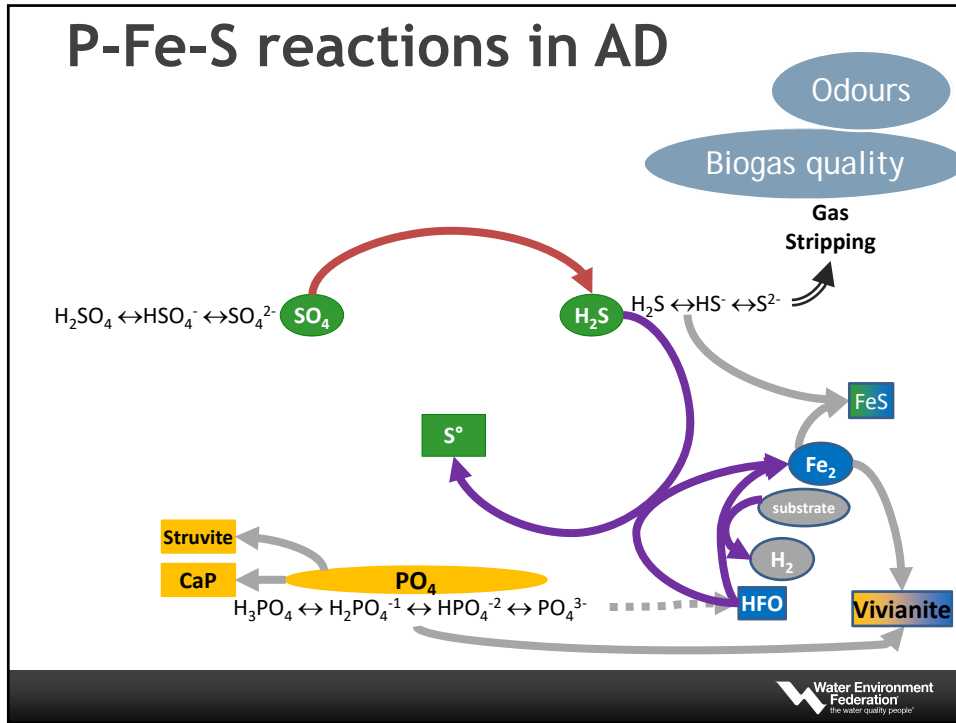 P-Fe-S reactions in AD
Odours
Biogas quality
Gas
Stripping
H₂SO₄ ↔HSO₄⁻ ↔SO₄²⁻
SO₄
H₂S
H₂S ↔HS⁻ ↔S²⁻
FeS
S°
Fe₂
substrate
Struvite
H₂
CaP
PO₄
HFO
Vivianite
H₃PO₄ ↔ H₂PO₄⁻¹ ↔ HPO₄⁻² ↔ PO₄³⁻
Water Environment
Federation®
the water quality people®